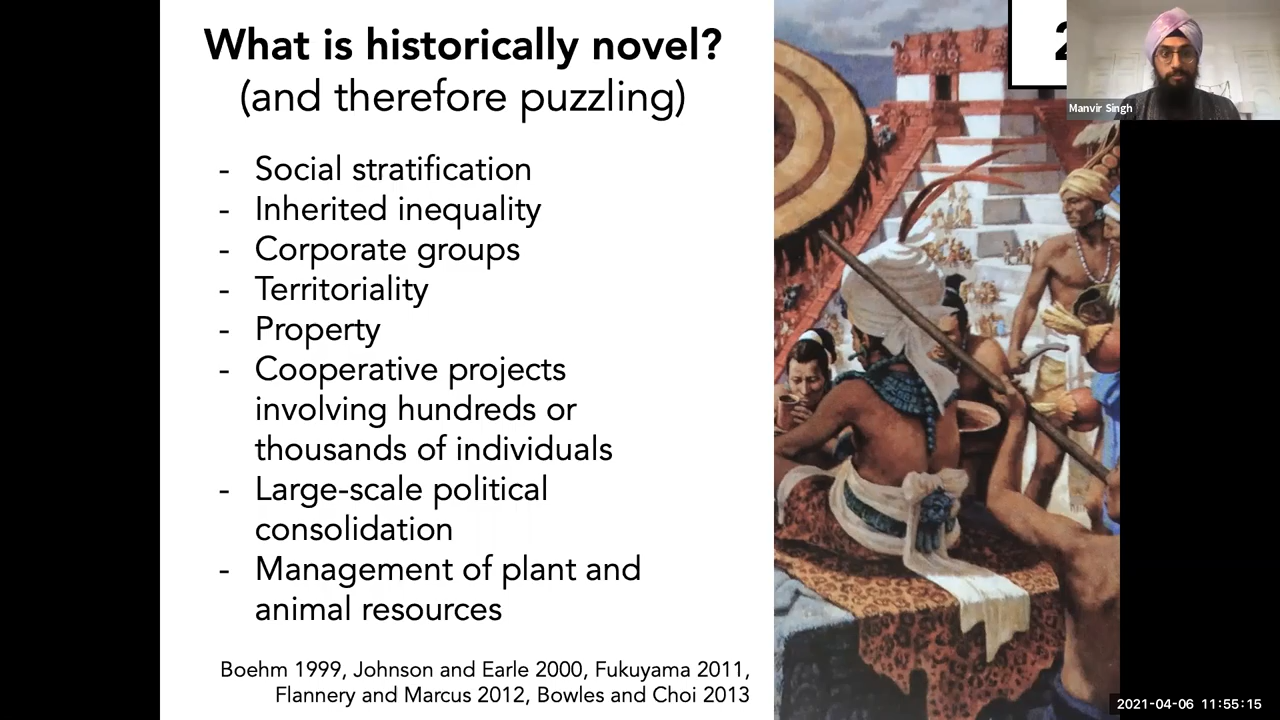 What is historically novel?
(and therefore puzzling)
- Social stratification
- Inherited inequality
- Corporate groups
- Territoriality
- Property
- Cooperative projects
involving hundreds or
thousands of individuals
- Large-scale political
consolidation
- Management of plant and
animal resources
Boehm 1999, Johnson and Earle 2000, Fukuyama 2011,
Flannery and Marcus 2012, Bowles and Choi 2013
2
Manvir Singh
2021-04-06 11:55:15